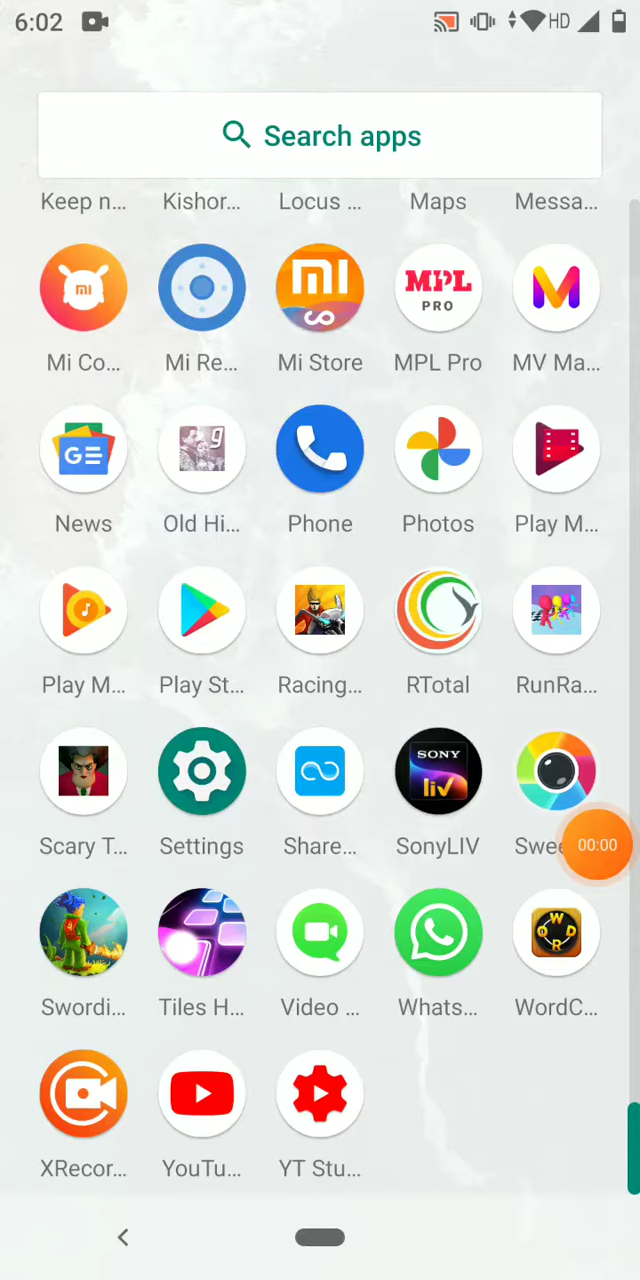 6:02 HD
Search apps
Keep n... Kishor... Locus ... Maps Messa...
MPL
PRO
Mi Co... Mi Re... Mi Store MPL Pro MV Ma...
GE 9
News Old Hi... Phone Photos Play M...
Play M... Play St... Racing... RTotal RunRa...
SONY
liv
Scary T... Settings Share... SonyLIV Swee
00:00
W
O D
R
Swordi... Tiles H... Video ... Whats... WordC...
XRecor... YouTu... YT Stu...